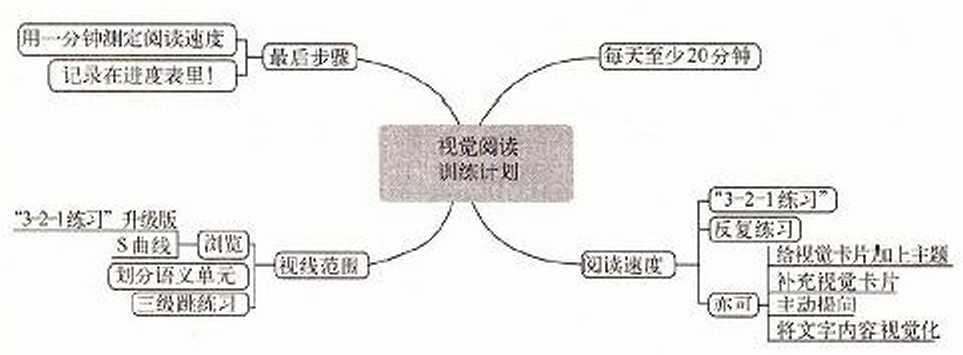 用一分钟测定阅读速度
记录在进度表里！
最后步骤
每天至少20分钟
视觉阅读
训练计划
“3-2-1练习”升级版
S曲线
浏览
划分语义单元
三级跳练习
视线范围
阅读速度
“3-2-1练习”
反复练习
亦可
给视觉卡片加上主题
补充视觉卡片
主动提问
将文字内容视觉化